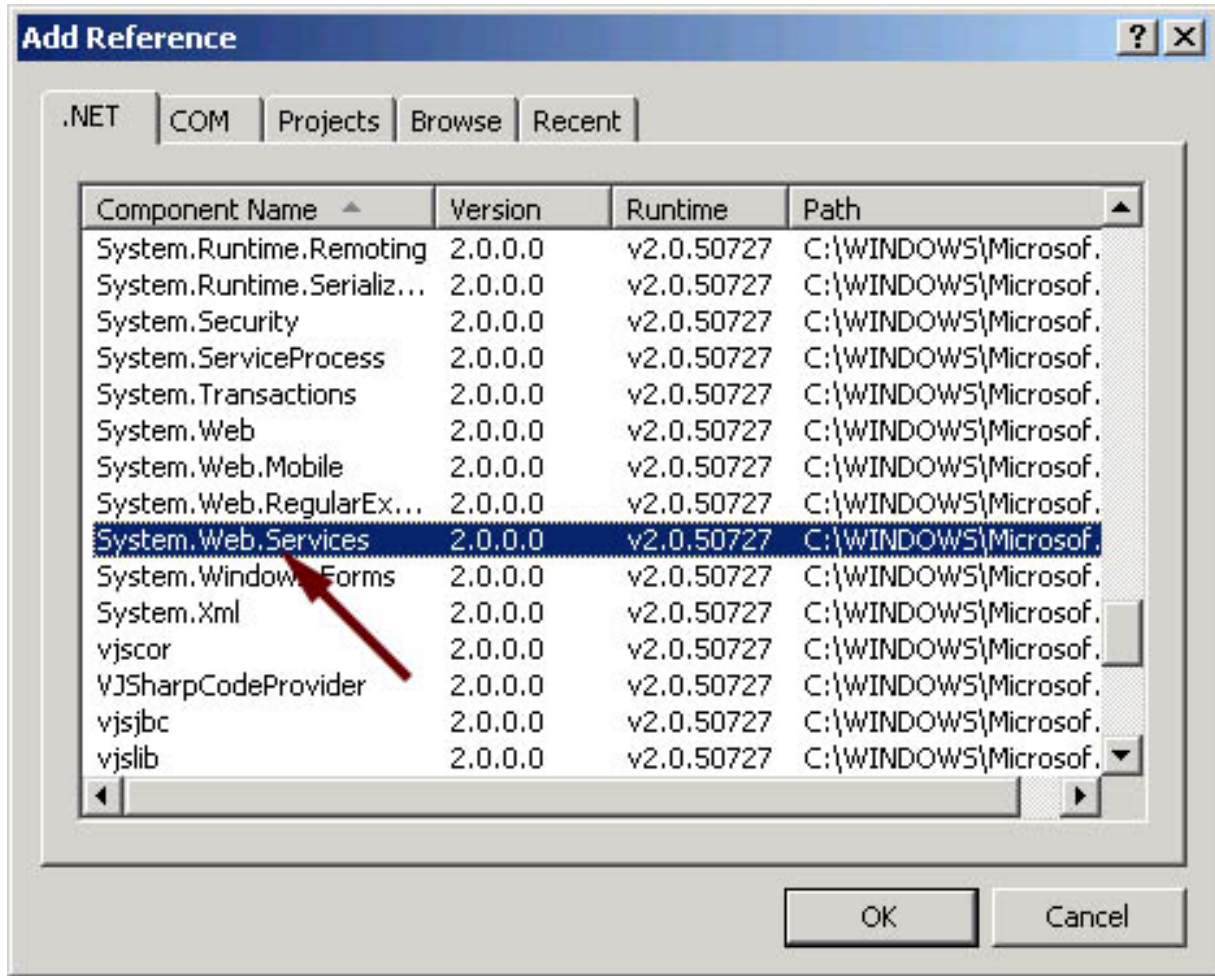 Add Reference
.NET COM Projects Browse Recent
Component Name Version Runtime Path
System.Runtime.Remoting 2.0.0.0 v2.0.50727 C:\WINDOWS\Microsof.
System.Runtime.Serializ... 2.0.0.0 v2.0.50727 C:\WINDOWS\Microsof.
System.Security 2.0.0.0 v2.0.50727 C:\WINDOWS\Microsof.
System.ServiceProcess 2.0.0.0 v2.0.50727 C:\WINDOWS\Microsof.
System.Transactions 2.0.0.0 v2.0.50727 C:\WINDOWS\Microsof.
System.Web 2.0.0.0 v2.0.50727 C:\WINDOWS\Microsof.
System.Web.Mobile 2.0.0.0 v2.0.50727 C:\WINDOWS\Microsof.
System.Web.RegularEx... 2.0.0.0 v2.0.50727 C:\WINDOWS\Microsof.
System.Web.Services 2.0.0.0 v2.0.50727 C:\WINDOWS\Microsof.
System.Windows.Forms 2.0.0.0 v2.0.50727 C:\WINDOWS\Microsof.
System.Xml 2.0.0.0 v2.0.50727 C:\WINDOWS\Microsof.
vjscor 2.0.0.0 v2.0.50727 C:\WINDOWS\Microsof.
VJSharpCodeProvider 2.0.0.0 v2.0.50727 C:\WINDOWS\Microsof.
vjsjbc 2.0.0.0 v2.0.50727 C:\WINDOWS\Microsof.
vjslib 2.0.0.0 v2.0.50727 C:\WINDOWS\Microsof.
OK Cancel